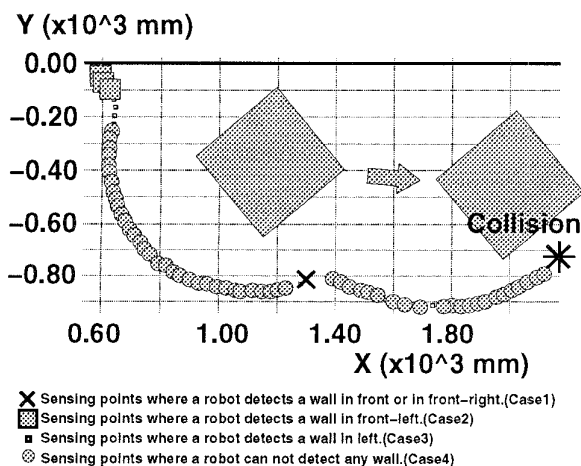 Y (x10^3 mm)
0.00
-0.20
-0.40
-0.60
-0.80
Collision
0.60 1.00 1.40 1.80
X (x10^3 mm)
Sensing points where a robot detects a wall in front or in front-right.(Case1)
Sensing points where a robot detects a wall in front-left.(Case2)
Sensing points where a robot detects a wall in left.(Case3)
Sensing points where a robot can not detect any wall.(Case4)